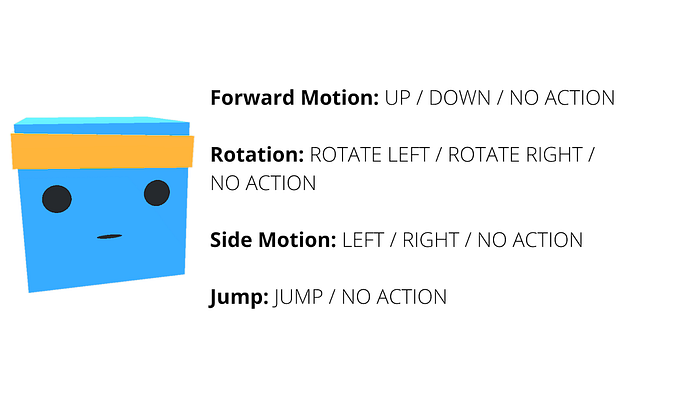 Forward Motion: UP / DOWN / NO ACTION
Rotation: ROTATE LEFT / ROTATE RIGHT /
NO ACTION
Side Motion: LEFT / RIGHT / NO ACTION
Jump: JUMP / NO ACTION